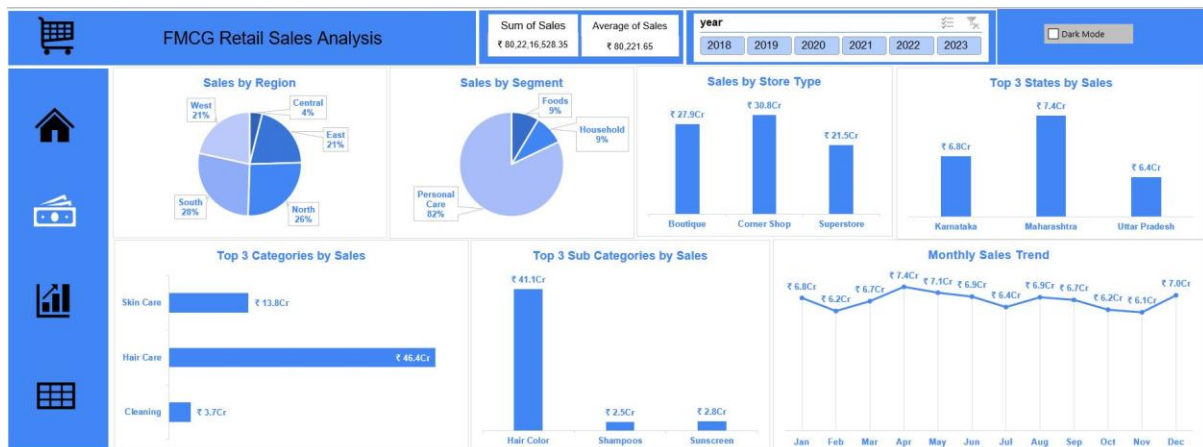 FMCG Retail Sales Analysis
Sum of Sales
₹ 80,22,16,528.35
Average of Sales
₹ 80,221.65
year
2018
2019
2020
2021
2022
2023
Dark Mode
Sales by Region
West
21%
Central
4%
East
21%
South
28%
North
26%
Sales by Segment
Foods
9%
Household
9%
Personal
Care
82%
Sales by Store Type
₹ 27.9Cr
₹ 30.8Cr
₹ 21.5Cr
Boutique
Corner Shop
Superstore
Top 3 States by Sales
₹ 6.8Cr
₹ 7.4Cr
₹ 6.4Cr
Karnataka
Maharashtra
Uttar Pradesh
Top 3 Categories by Sales
Skin Care
₹ 13.8Cr
Hair Care
₹ 46.4Cr
Cleaning
₹ 3.7Cr
Top 3 Sub Categories by Sales
₹ 41.1Cr
₹ 2.5Cr
₹ 2.8Cr
Hair Color
Shampoos
Sunscreen
Monthly Sales Trend
₹ 6.8Cr
₹ 6.2Cr
₹ 6.7Cr
₹ 7.4Cr
₹ 7.1Cr
₹ 6.9Cr
₹ 6.4Cr
₹ 6.9Cr
₹ 6.7Cr
₹ 6.2Cr
₹ 6.1Cr
₹ 7.0Cr
Jan
Feb
Mar
Apr
May
Jun
Jul
Aug
Sep
Oct
Nov
Dec